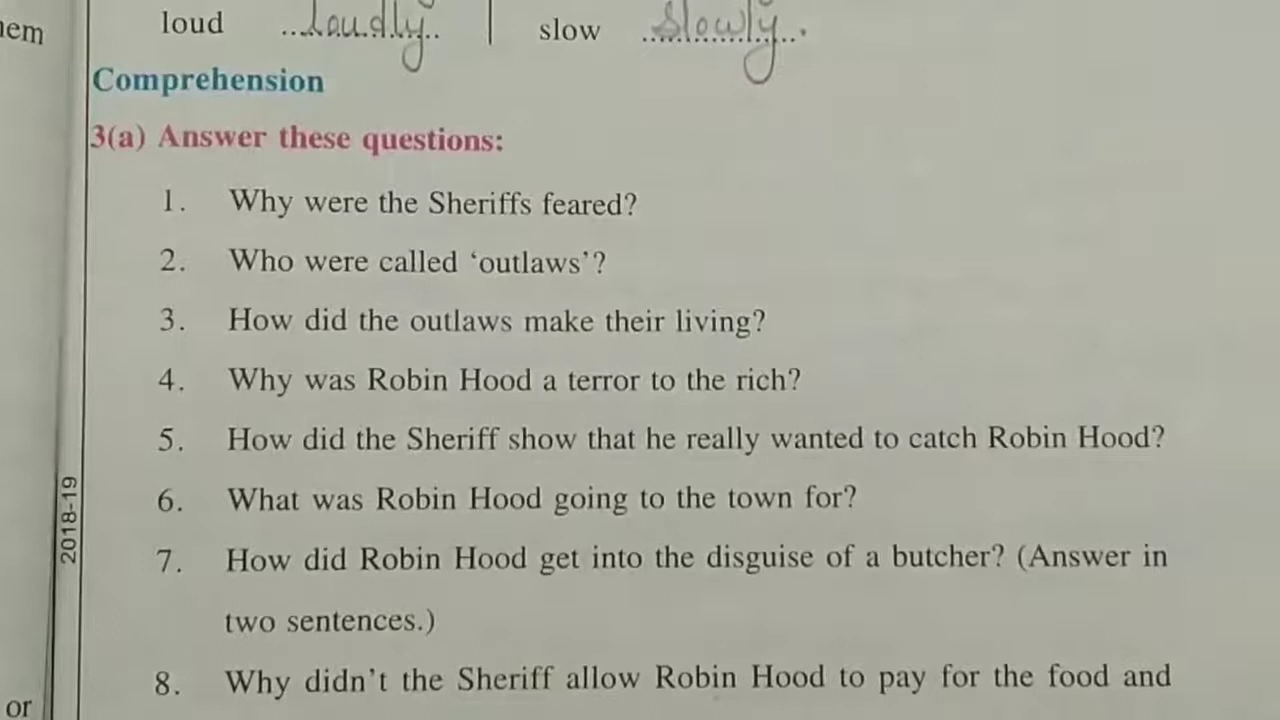 hem
loud ...loudly.. | slow ...slowly...
Comprehension
3(a) Answer these questions:
1. Why were the Sheriffs feared?
2. Who were called ‘outlaws’?
3. How did the outlaws make their living?
4. Why was Robin Hood a terror to the rich?
5. How did the Sheriff show that he really wanted to catch Robin Hood?
6. What was Robin Hood going to the town for?
2018-19
7. How did Robin Hood get into the disguise of a butcher? (Answer in
two sentences.)
8. Why didn’t the Sheriff allow Robin Hood to pay for the food and
or